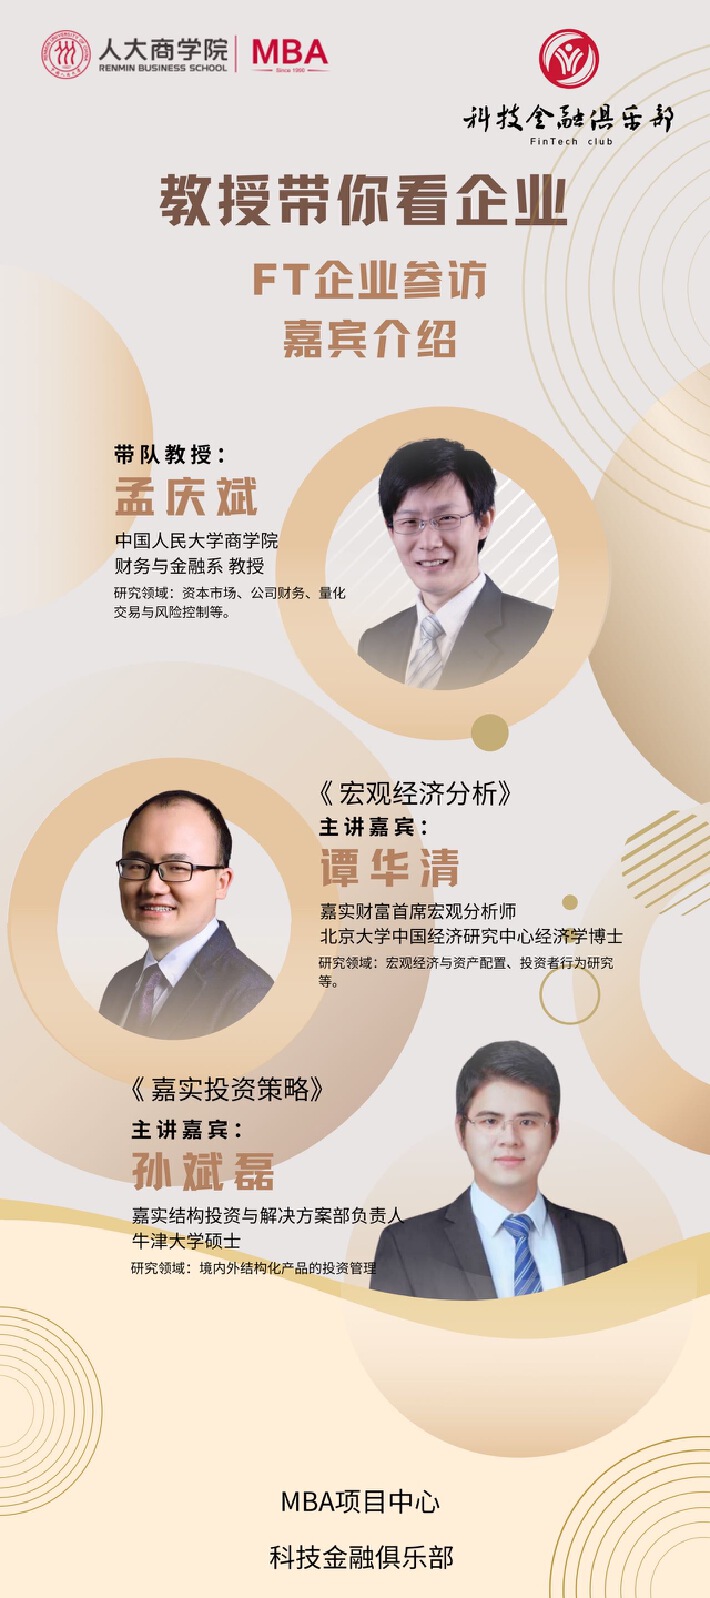 人大商学院
RENMIN BUSINESS SCHOOL
MBA
Since 1990
科技金融俱乐部
FinTech club
教授带你看企业
FT企业参访
嘉宾介绍
带队教授：
孟庆斌
中国人民大学商学院
财务与金融系 教授
研究领域：资本市场、公司财务、量化
交易与风险控制等。
《宏观经济分析》
主讲嘉宾：
谭华清
嘉实财富首席宏观分析师
北京大学中国经济研究中心经济学博士
研究领域：宏观经济与资产配置、投资者行为研究
等。
《嘉实投资策略》
主讲嘉宾：
孙斌磊
嘉实结构投资与解决方案部负责人
牛津大学硕士
研究领域：境内外结构化产品的投资管理
MBA项目中心
科技金融俱乐部